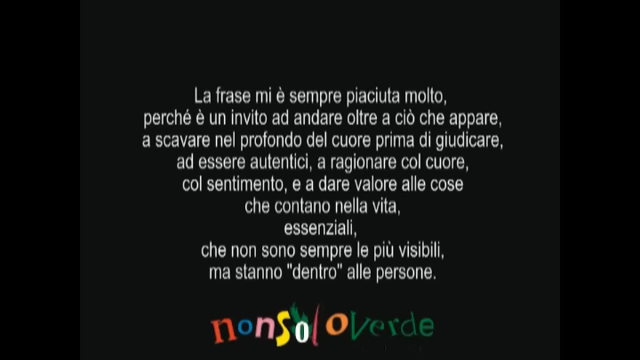 La frase mi è sempre piaciuta molto,
perché è un invito ad andare oltre a ciò che appare,
a scavare nel profondo del cuore prima di giudicare,
ad essere autentici, a ragionare col cuore,
col sentimento, e a dare valore alle cose
che contano nella vita,
essenziali,
che non sono sempre le più visibili,
ma stanno "dentro" alle persone.
nonSoloverde